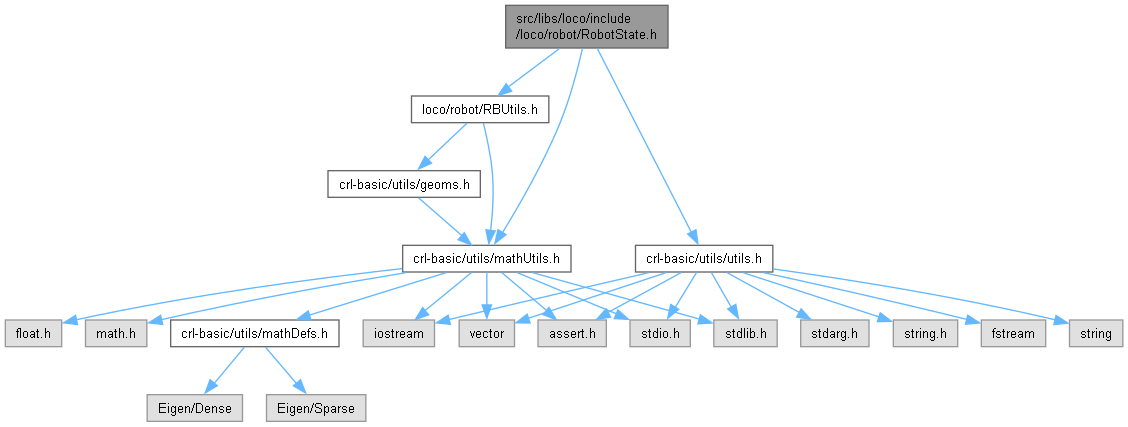 src/libs/loco/include
/loco/robot/RobotState.h
loco/robot/RBUtils.h
crl-basic/utils/geoms.h
crl-basic/utils/mathUtils.h
crl-basic/utils/utils.h
float.h
math.h
crl-basic/utils/mathDefs.h
iostream
vector
assert.h
stdio.h
stdlib.h
stdarg.h
string.h
fstream
string
Eigen/Dense
Eigen/Sparse